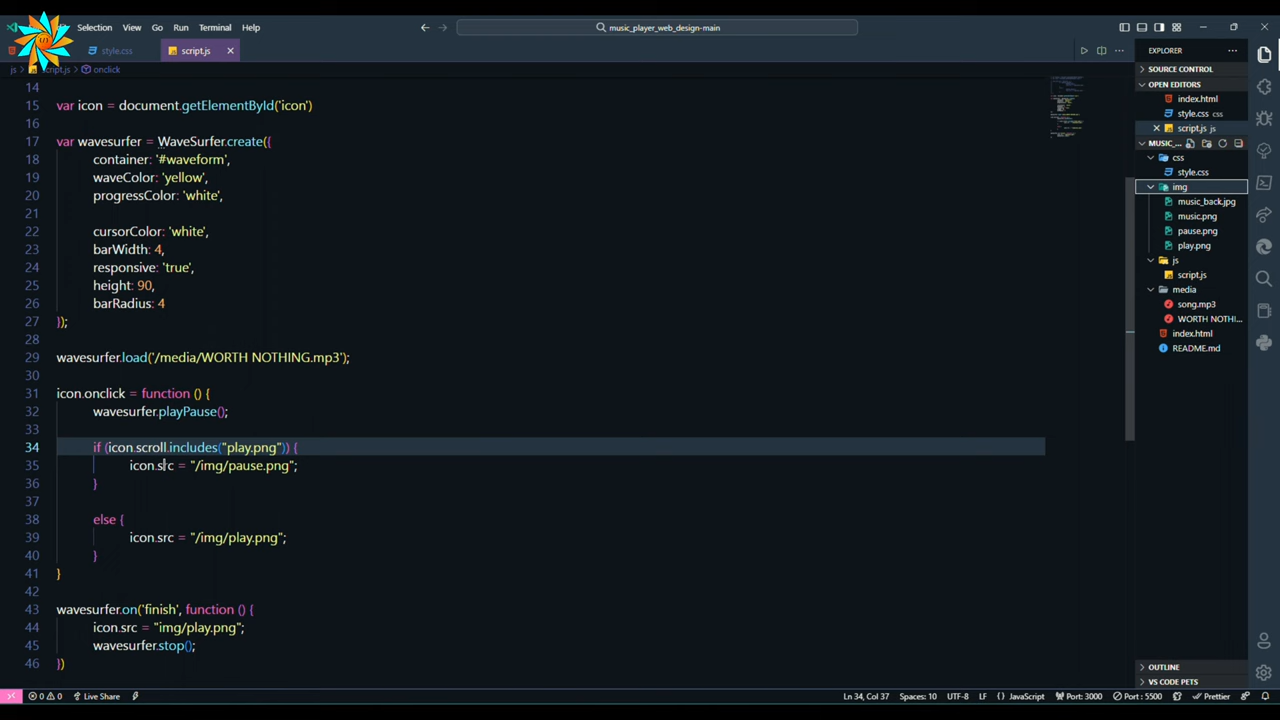 Selection View Go Run Terminal Help
music_player_web_design-main
style.css script.js
js script.js onclick
14
15 var icon = document.getElementById('icon')
16
17 var wavesurfer = WaveSurfer.create({
18 container: '#waveform',
19 waveColor: 'yellow',
20 progressColor: 'white',
21
22 cursorColor: 'white',
23 barWidth: 4,
24 responsive: 'true',
25 height: 90,
26 barRadius: 4
27 });
28
29 wavesurfer.load('/media/WORTH NOTHING.mp3');
30
31 icon.onclick = function () {
32 wavesurfer.playPause();
33
34 if (icon.scroll.includes("play.png")) {
35 icon.src = "/img/pause.png";
36 }
37
38 else {
39 icon.src = "/img/play.png";
40 }
41 }
42
43 wavesurfer.on('finish', function () {
44 icon.src = "img/play.png";
45 wavesurfer.stop();
46 })
EXPLORER
SOURCE CONTROL
OPEN EDITORS
index.html
style.css css
script.js js
MUSIC_...
css
style.css
img
music_back.jpg
music.png
pause.png
play.png
js
script.js
media
song.mp3
WORTH NOTHI...
index.html
README.md
OUTLINE
VS CODE PETS
0 0 Live Share Ln 34, Col 37 Spaces: 10 UTF-8 LF {} JavaScript Port: 3000 Port : 5500 Prettier